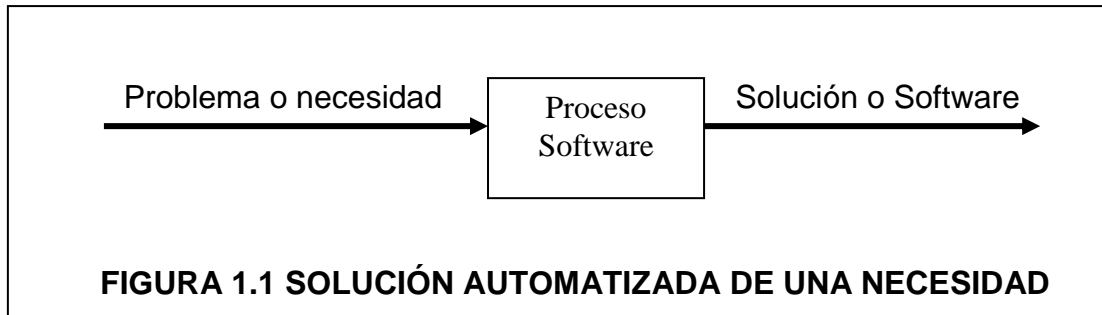 Problema o necesidad
Proceso
Software
Solución o Software
FIGURA 1.1 SOLUCIÓN AUTOMATIZADA DE UNA NECESIDAD